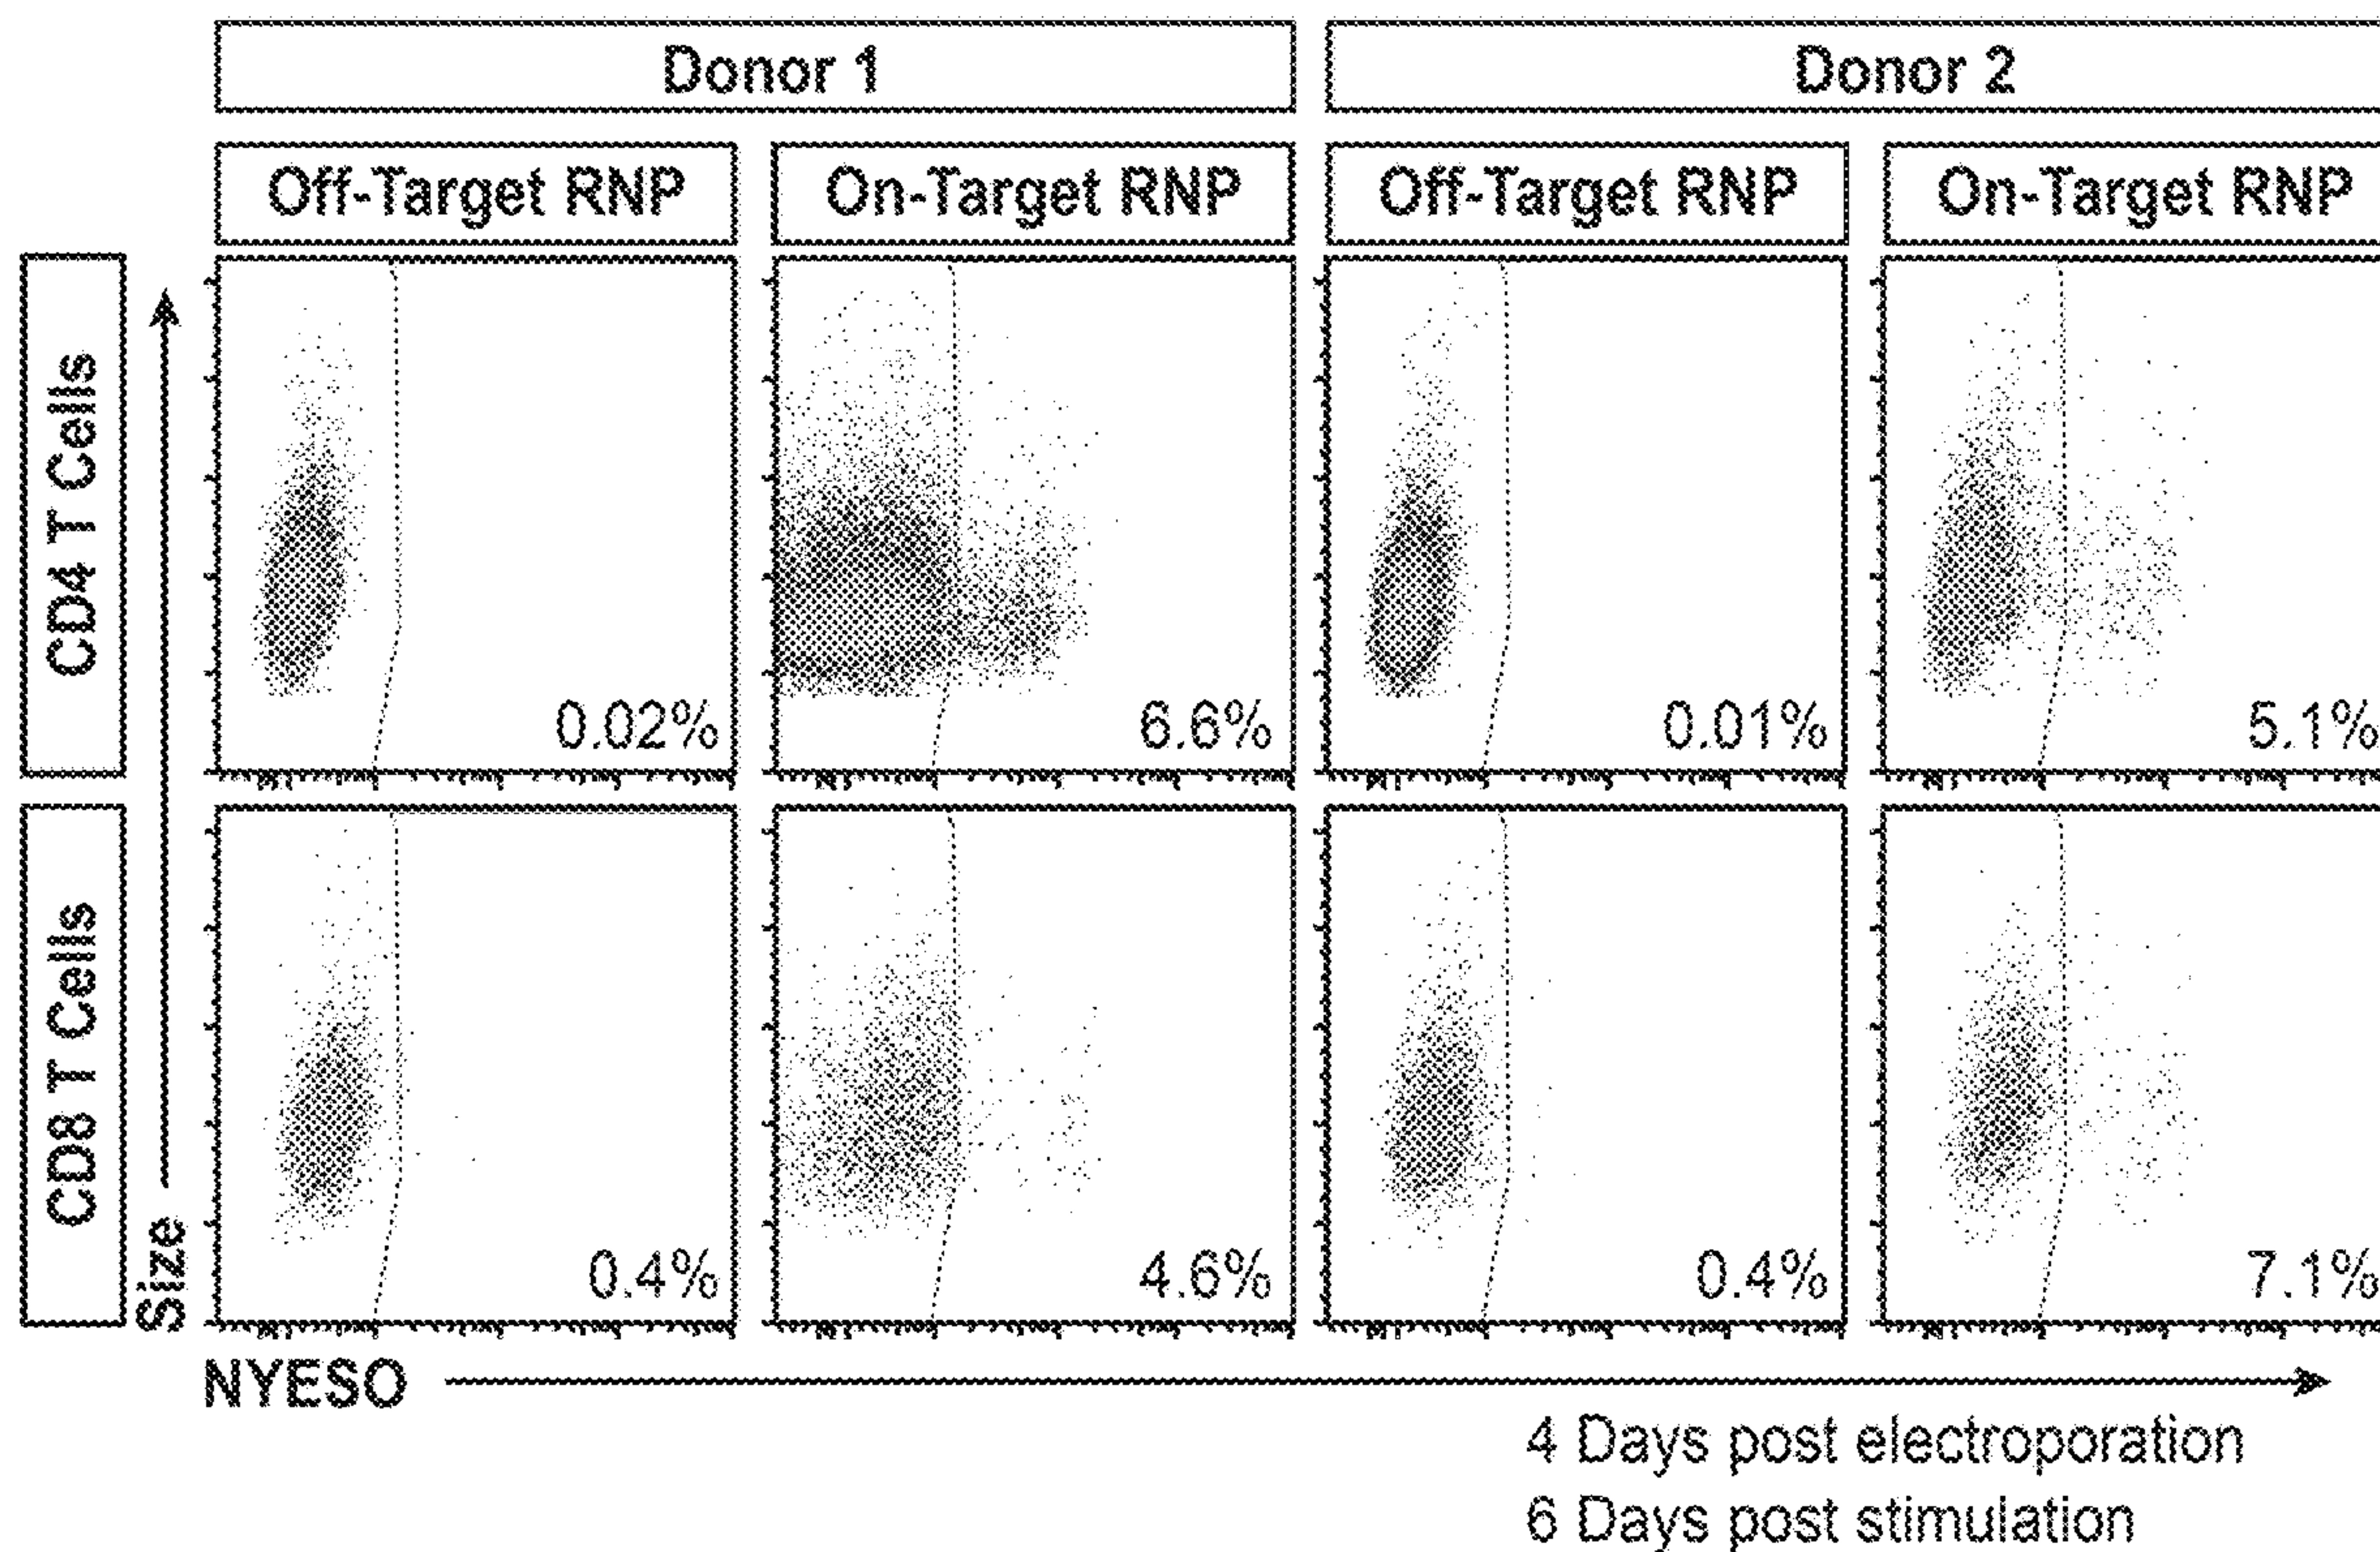 Donor 1 Donor 2
Off-Target RNP On-Target RNP Off-Target RNP On-Target RNP
CD4 T Cells
0.02% 6.6% 0.01% 5.1%
CD8 T Cells
0.4% 4.6% 0.4% 7.1%
Size
NYESO
4 Days post electroporation
6 Days post stimulation